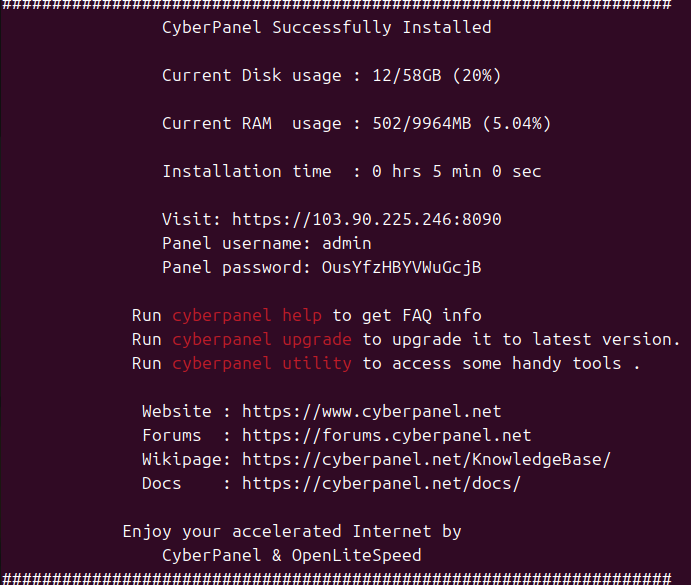 ###################################################################
CyberPanel Successfully Installed
Current Disk usage : 12/58GB (20%)
Current RAM  usage : 502/9964MB (5.04%)
Installation time  : 0 hrs 5 min 0 sec
Visit: https://103.90.225.246:8090
Panel username: admin
Panel password: OusYfzHBYVWuGcjB
Run cyberpanel help to get FAQ info
Run cyberpanel upgrade to upgrade it to latest version.
Run cyberpanel utility to access some handy tools .
Website : https://www.cyberpanel.net
Forums  : https://forums.cyberpanel.net
Wikipage: https://cyberpanel.net/KnowledgeBase/
Docs    : https://cyberpanel.net/docs/
Enjoy your accelerated Internet by
CyberPanel & OpenLiteSpeed
###################################################################